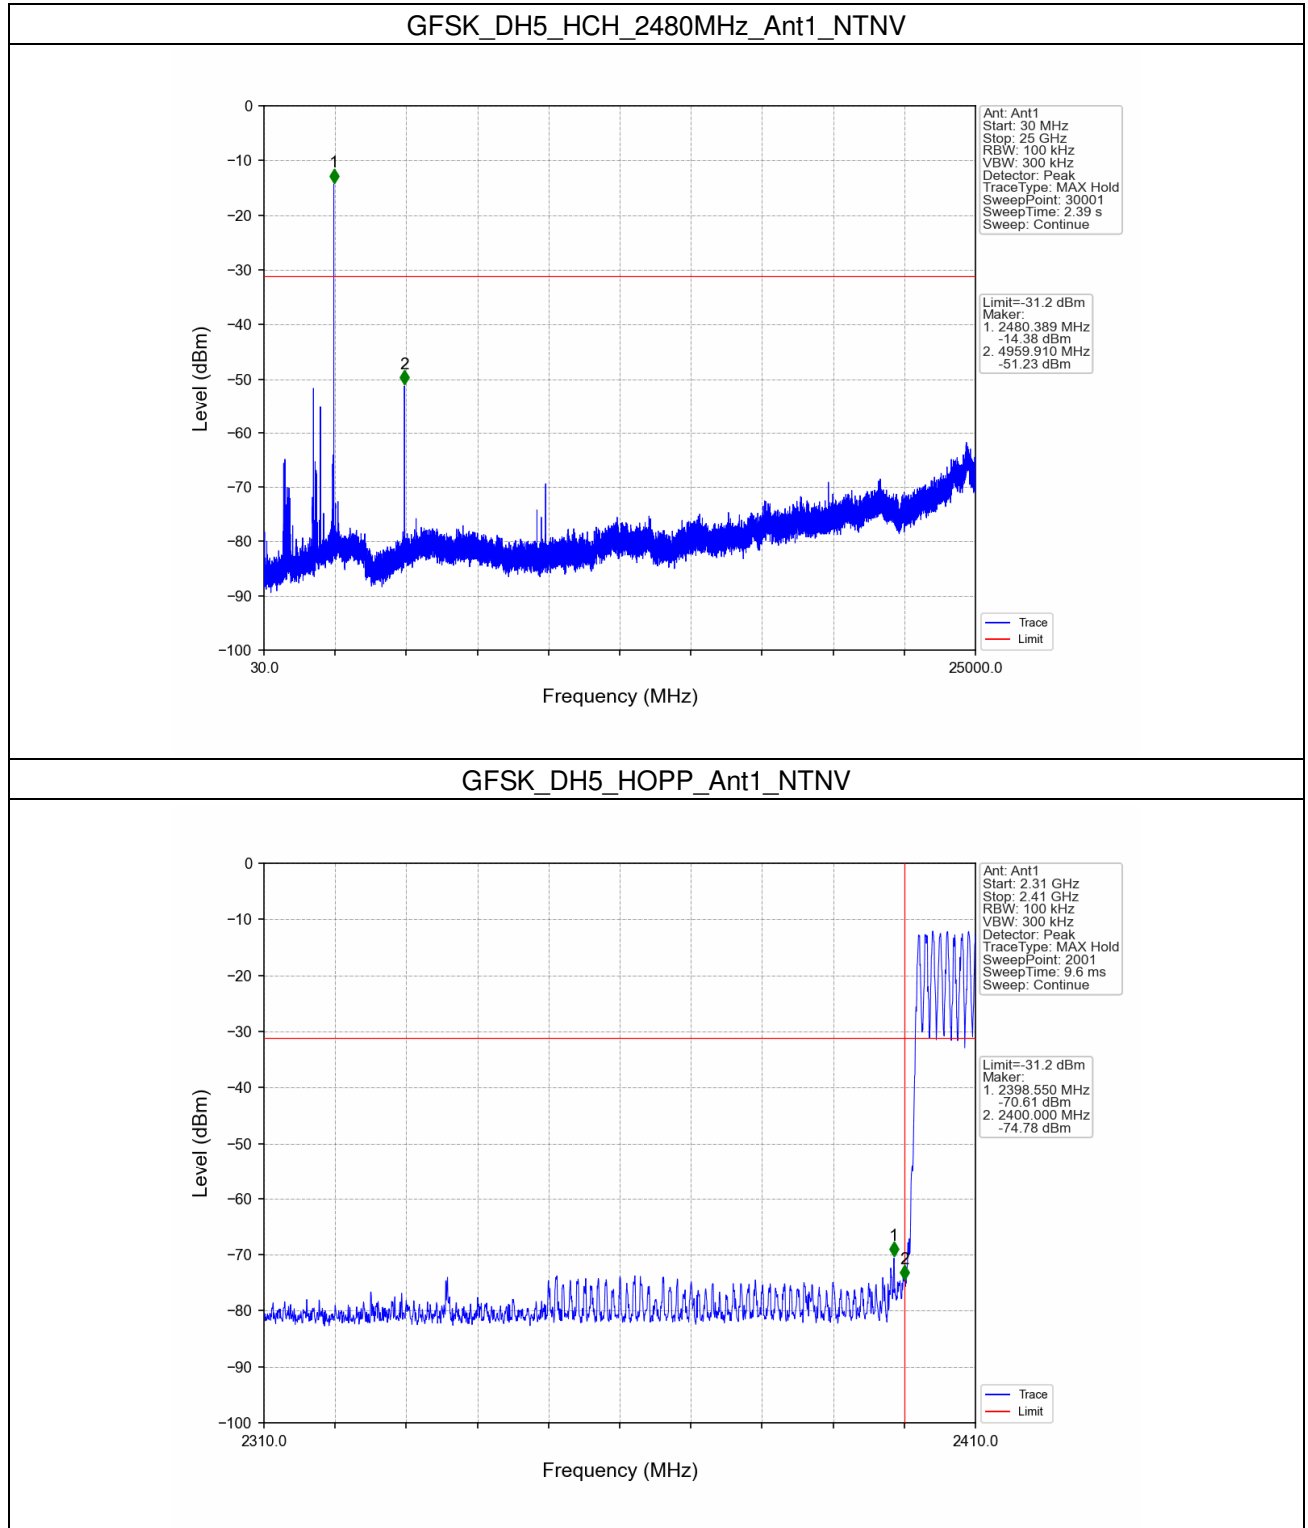 GFSK_DH5_HCH_2480MHz_Ant1_NTNV
0
−10
−20
−30
−40
−50
−60
−70
−80
−90
−100
Level (dBm)
1
2
30.0
25000.0
Frequency (MHz)
Ant: Ant1
Start: 30 MHz
Stop: 25 GHz
RBW: 100 kHz
VBW: 300 kHz
Detector: Peak
TraceType: MAX Hold
SweepPoint: 30001
SweepTime: 2.39 s
Sweep: Continue
Limit=-31.2 dBm
Maker:
1. 2480.389 MHz
-14.38 dBm
2. 4959.910 MHz
-51.23 dBm
Trace
Limit
GFSK_DH5_HOPP_Ant1_NTNV
0
−10
−20
−30
−40
−50
−60
−70
−80
−90
−100
Level (dBm)
1
2
2310.0
2410.0
Frequency (MHz)
Ant: Ant1
Start: 2.31 GHz
Stop: 2.41 GHz
RBW: 100 kHz
VBW: 300 kHz
Detector: Peak
TraceType: MAX Hold
SweepPoint: 2001
SweepTime: 9.6 ms
Sweep: Continue
Limit=-31.2 dBm
Maker:
1. 2398.550 MHz
-70.61 dBm
2. 2400.000 MHz
-74.78 dBm
Trace
Limit